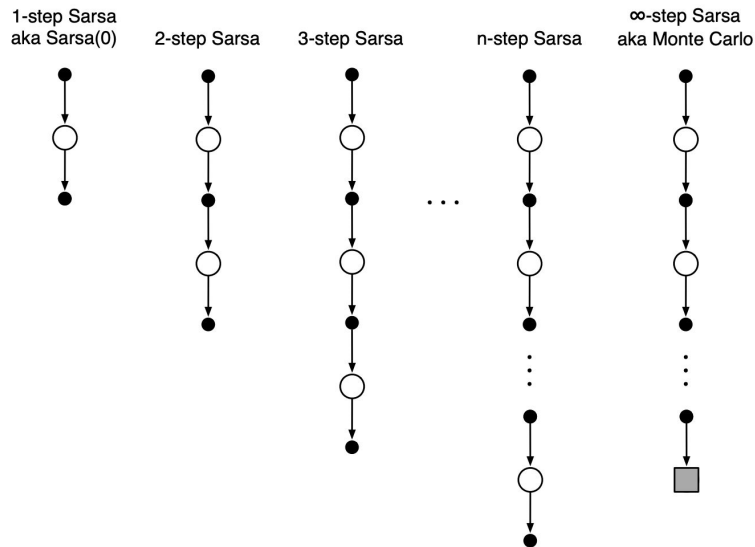 1-step Sarsa
aka Sarsa(0)
2-step Sarsa
3-step Sarsa
n-step Sarsa
∞-step Sarsa
aka Monte Carlo